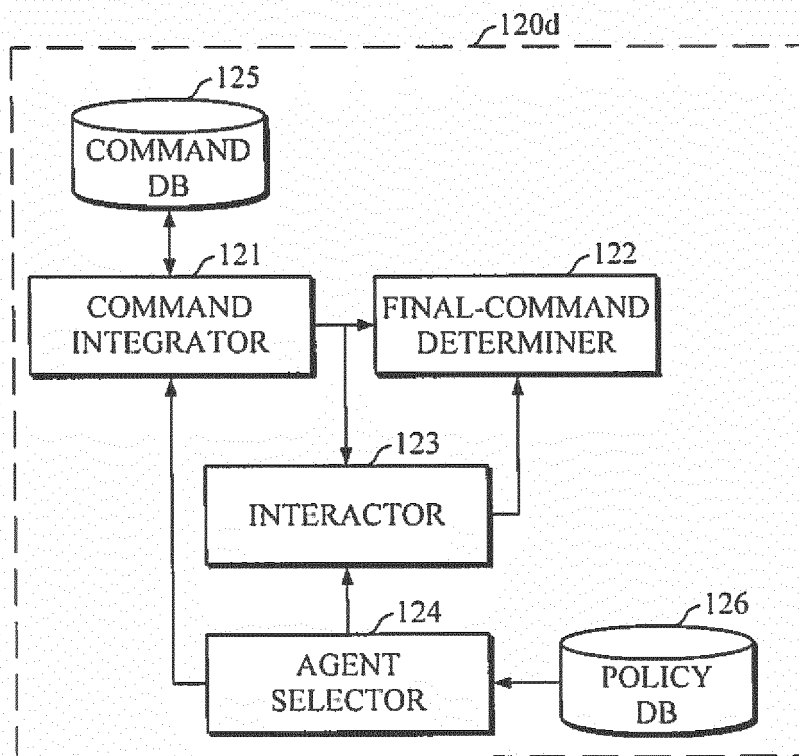 120d
125
COMMAND
DB
121
COMMAND
INTEGRATOR
122
FINAL-COMMAND
DETERMINER
123
INTERACTOR
124
AGENT
SELECTOR
126
POLICY
DB